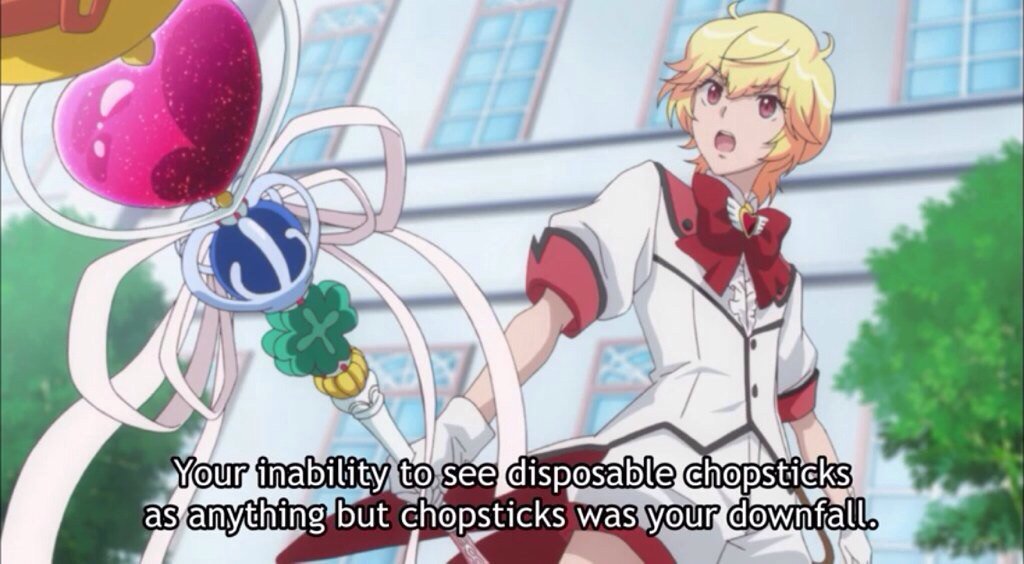 Your inability to see disposable chopsticks
as anything but chopsticks was your downfall.